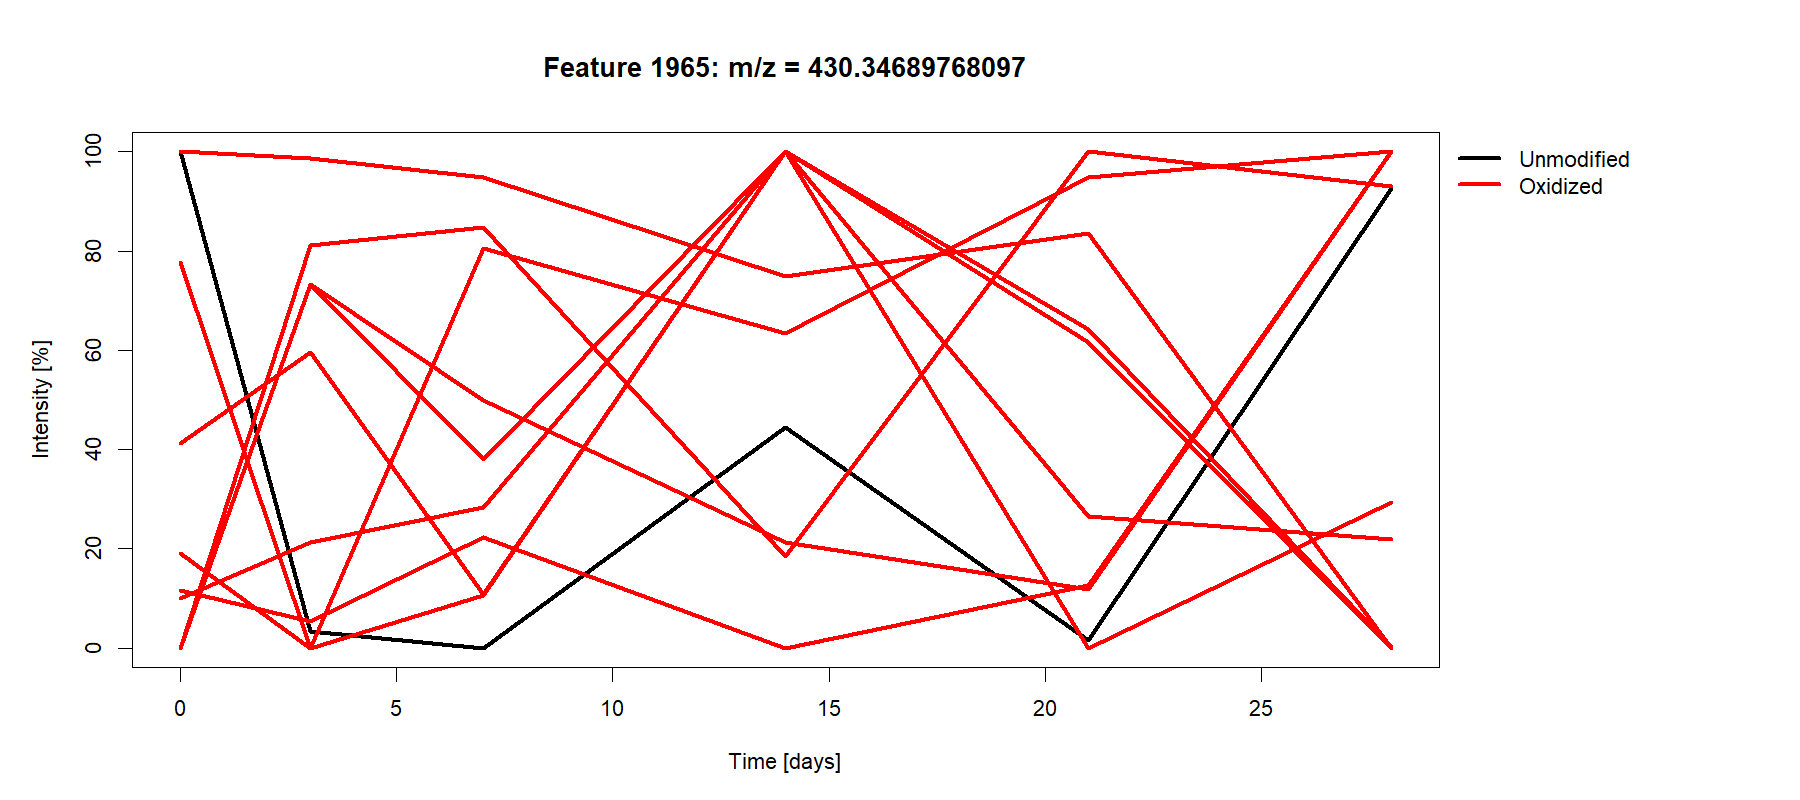 Feature 1965: m/z = 430.34689768097
Unmodified
Oxidized
Intensity [%]
100
80
60
40
20
0
0 5 10 15 20 25
Time [days]